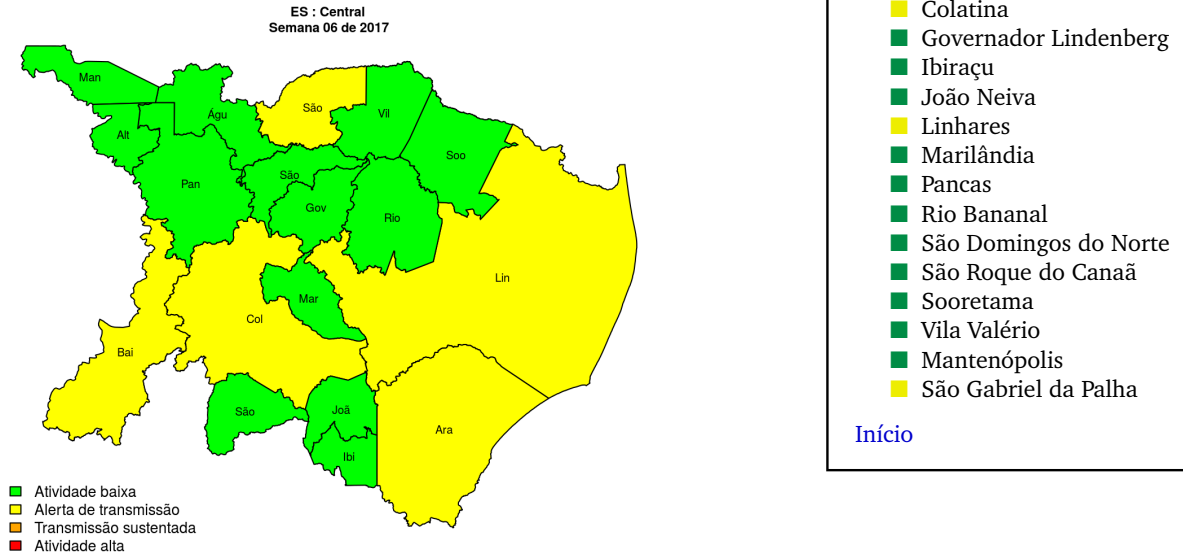 ES : Central
Semana 06 de 2017
Man
Águ
São
Vil
Alt
Soo
Pan
São
Gov
Rio
Lin
Mar
Col
Bai
São
Joã
Ara
Ibi
Atividade baixa
Alerta de transmissão
Transmissão sustentada
Atividade alta
Colatina
Governador Lindenberg
Ibiraçu
João Neiva
Linhares
Marilândia
Pancas
Rio Bananal
São Domingos do Norte
São Roque do Canaã
Sooretama
Vila Valério
Mantenópolis
São Gabriel da Palha
Início